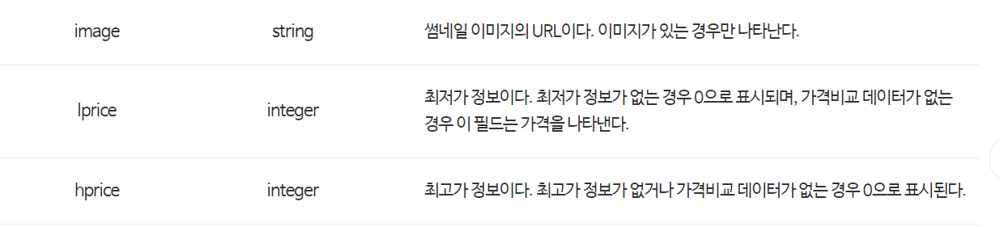 image string 썸네일 이미지의 URL이다. 이미지가 있는 경우만 나타난다.
lprice integer 최저가 정보이다. 최저가 정보가 없는 경우 0으로 표시되며, 가격비교 데이터가 없는
경우 이 필드는 가격을 나타낸다.
hprice integer 최고가 정보이다. 최고가 정보가 없거나 가격비교 데이터가 없는 경우 0으로 표시된다.